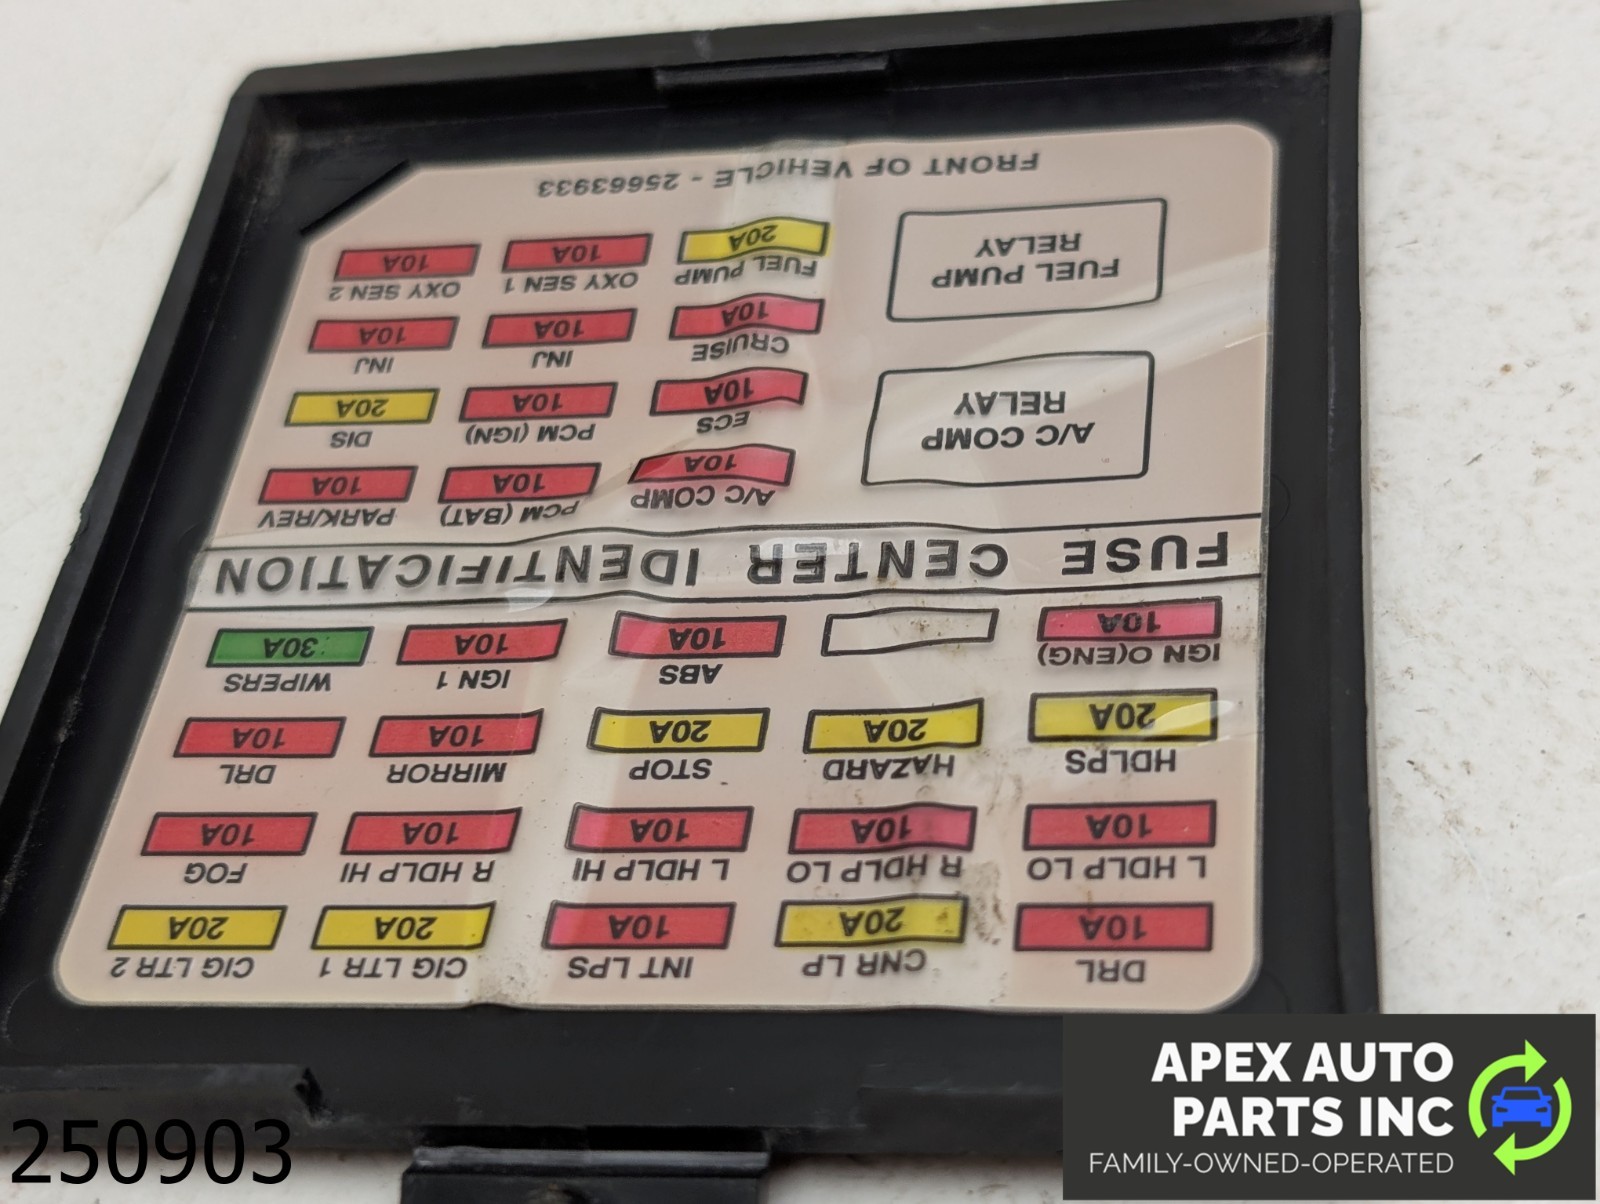 DRL CNR LP INT LPS CIG LTR 1 CIG LTR 2
10A 20A 10A 20A 20A
L HDLP LO R HDLP LO L HDLP HI R HDLP HI FOG
10A 10A 10A 10A 10A
HDLPS HAZARD STOP MIRROR DRL
20A 20A 20A 10A 10A
IGN O(ENG) ABS IGN 1 WIPERS
10A 10A 10A 30A
FUSE CENTER IDENTIFICATION
A/C COMP PCM (BAT) PARK/REV
10A 10A 10A
A/C COMP
RELAY
ECS PCM (IGN) DIS
10A 10A 20A
CRUISE INJ INJ
10A 10A 10A
FUEL PUMP
RELAY
FUEL PUMP OXY SEN 1 OXY SEN 2
20A 10A 10A
FRONT OF VEHICLE - 25663933
250903
APEX AUTO
PARTS INC
FAMILY-OWNED-OPERATED